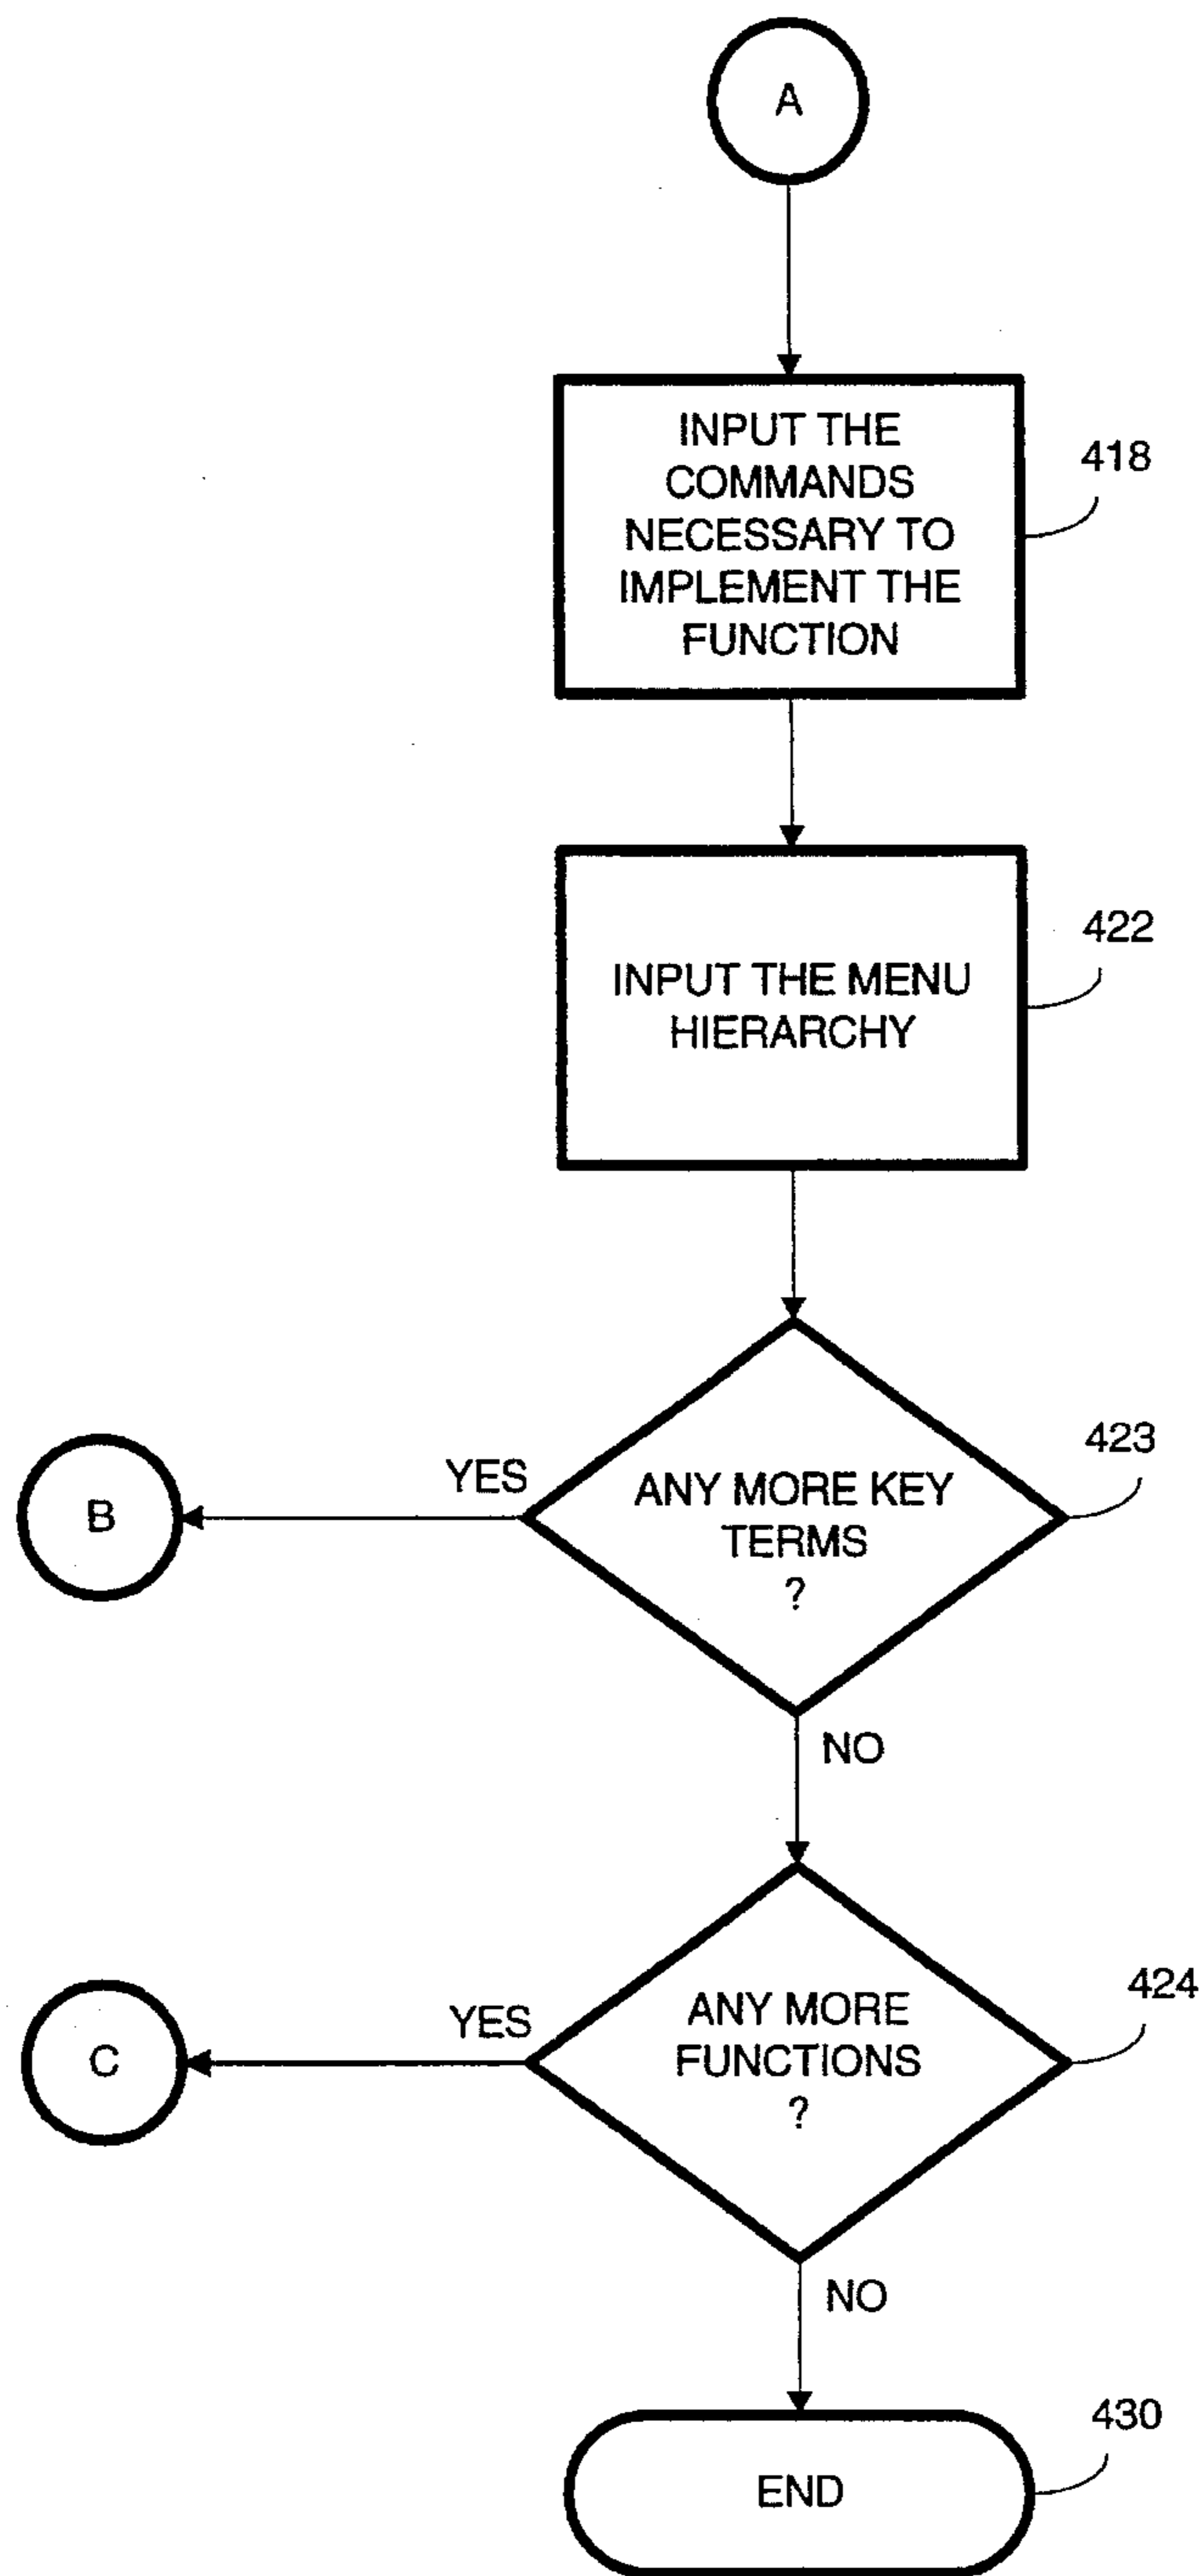 A
INPUT THE
COMMANDS
NECESSARY TO
IMPLEMENT THE
FUNCTION
418
INPUT THE MENU
HIERARCHY
422
ANY MORE KEY
TERMS
?
423
YES
B
NO
ANY MORE
FUNCTIONS
?
424
YES
C
NO
END
430